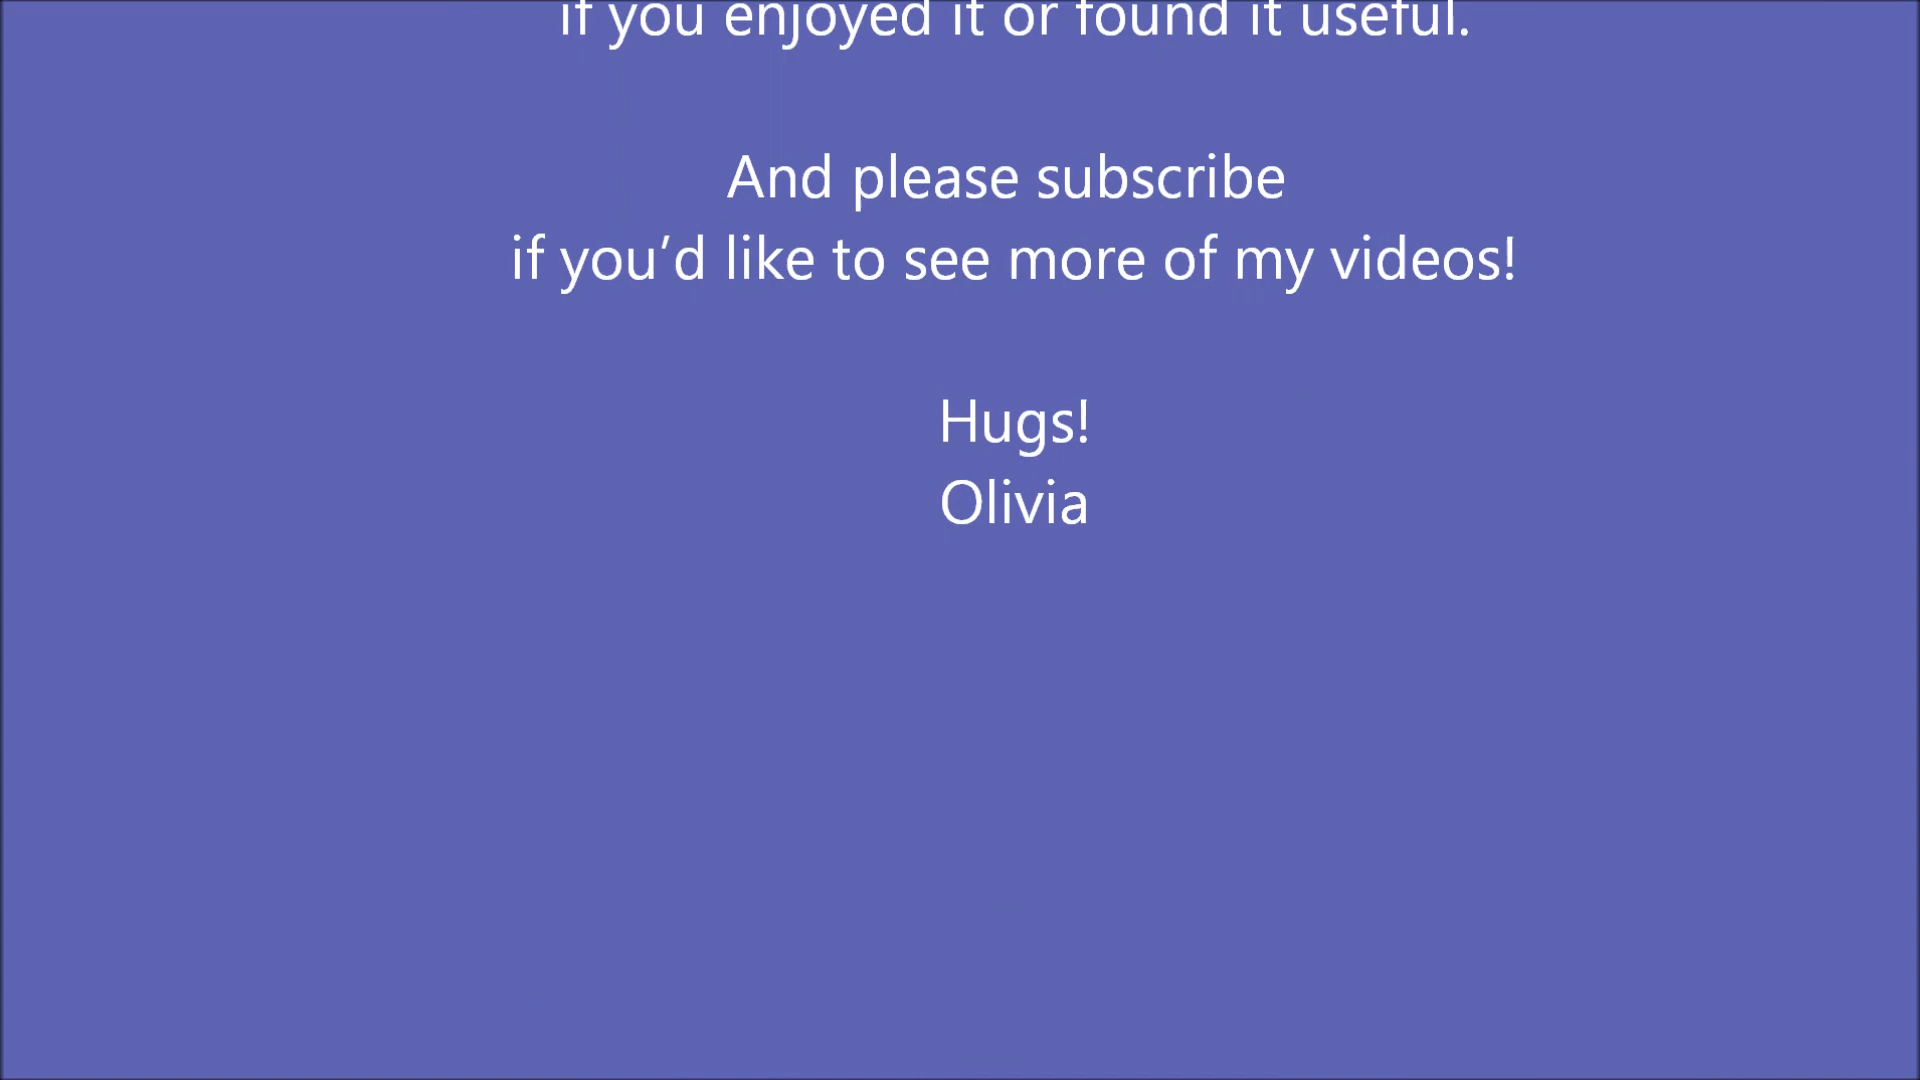 if you enjoyed it or found it useful.
And please subscribe
if you’d like to see more of my videos!
Hugs!
Olivia